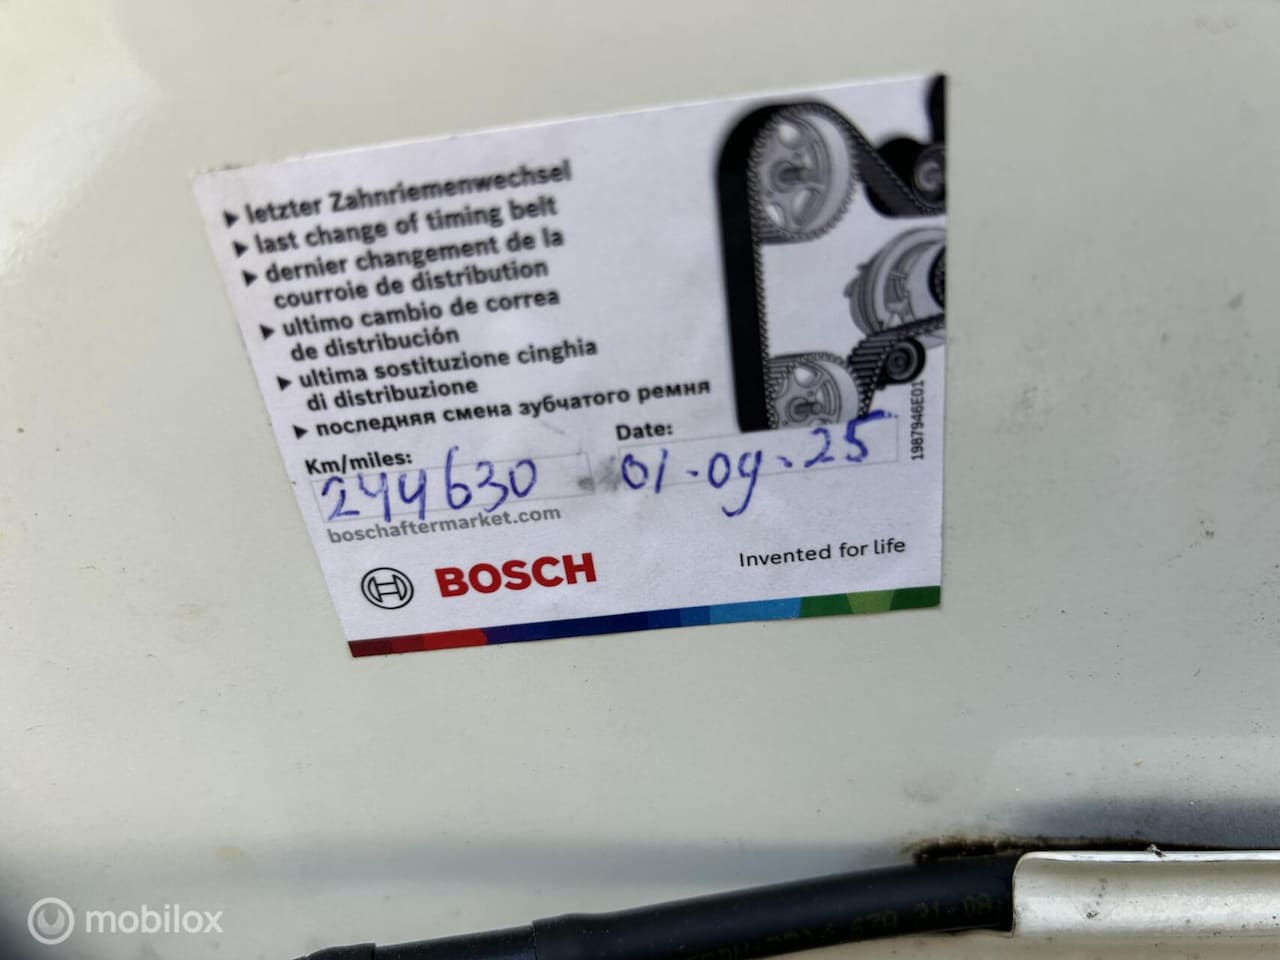 ▶ letzter Zahnriemenwechsel
▶ last change of timing belt
▶ dernier changement de la
courroie de distribution
▶ ultimo cambio de correa
de distribución
▶ ultima sostituzione cinghia
di distribuzione
▶ последняя смена зубчатого ремня
Km/miles: Date:
244630 01-09.25
boschaftermarket.com
1987946E01
BOSCH Invented for life
mobilox